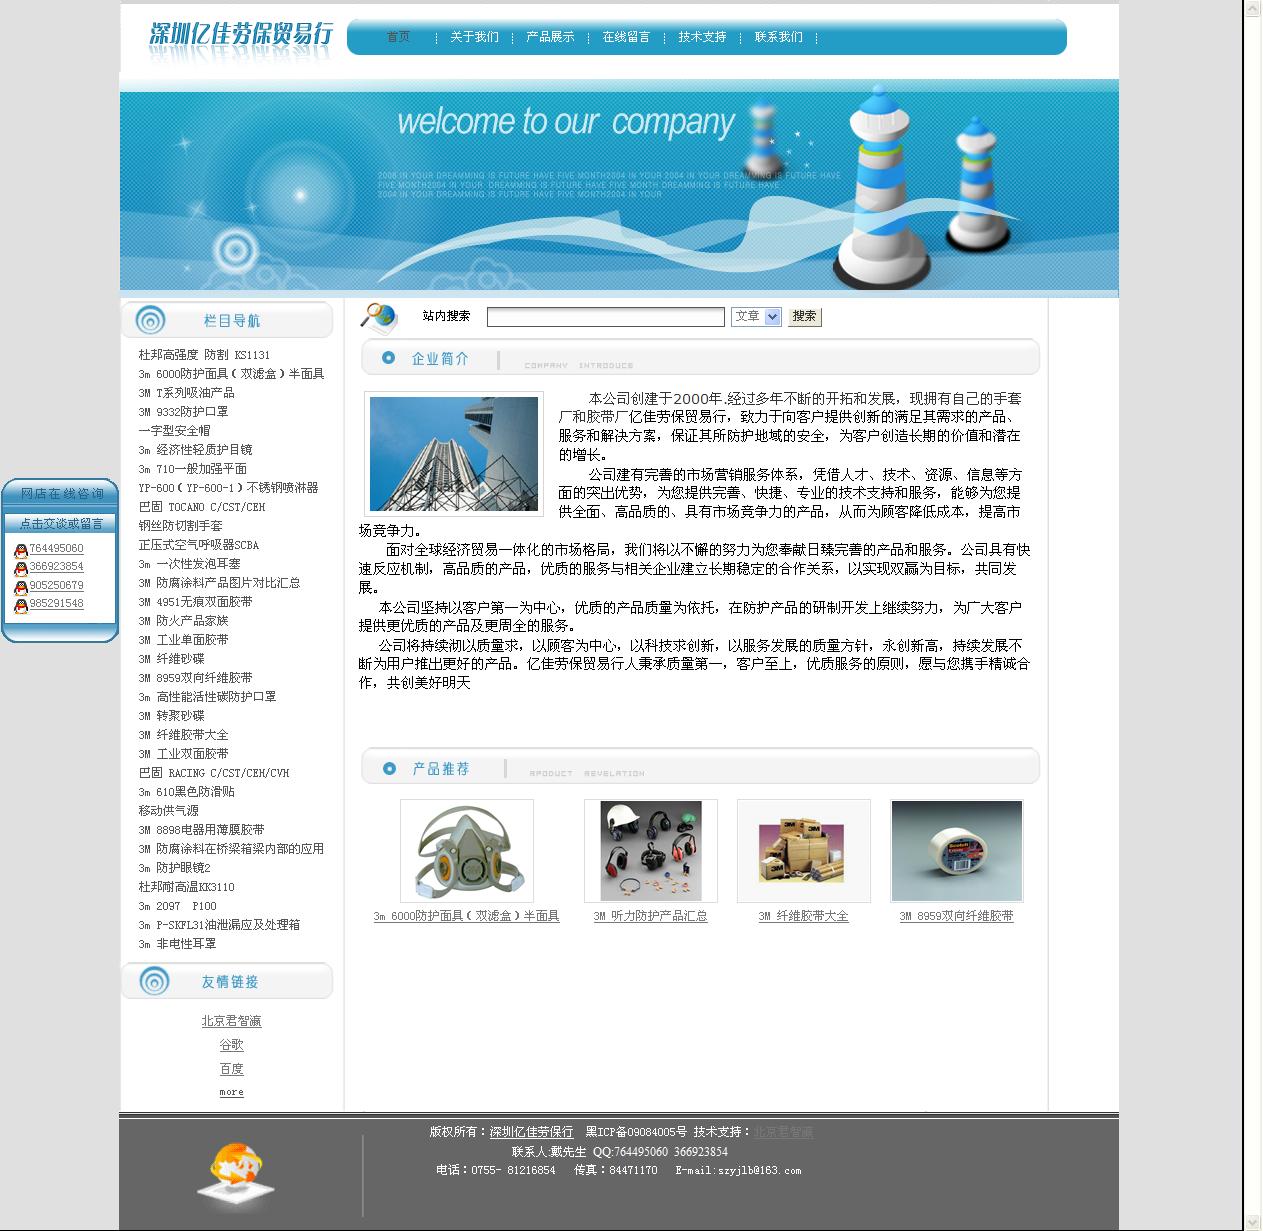 深圳亿佳劳保贸易行
首页 关于我们 产品展示 在线留言 技术支持 联系我们
welcome to our company
2006 IN YOUR DREAMMING IS FUTURE HAVE FIVE MONTH2004 IN YOUR 2004 IN YOUR DREAMMING IS FUTURE HAVE
FIVE MONTH2004 IN YOUR DREAMMING IS FUTURE HAVE FIVE MONTH DREAMMING IS FUTURE HAVE
2004 IN YOUR DREAMMING IS FUTURE HAVE FIVE MONTH2004 IN YOUR
栏目导航
杜邦高强度 防割 KS1131
3m 6000防护面具(双滤盒)半面具
3M T系列吸油产品
3M 9332防护口罩
一字型安全帽
3m 经济性轻质护目镜
3m 710一般加强平面
YP-600(YP-600-1)不锈钢喷淋器
巴固 TOCANO C/CST/CEH
钢丝防切割手套
正压式空气呼吸器SCBA
3m 一次性发泡耳塞
3M 防腐涂料产品图片对比汇总
3M 4951无痕双面胶带
3M 防火产品家族
3M 工业单面胶带
3M 纤维砂碟
3M 8959双向纤维胶带
3m 高性能活性碳防护口罩
3M 转聚砂碟
3M 纤维胶带大全
3M 工业双面胶带
巴固 RACING C/CST/CEH/CVH
3m 610黑色防滑贴
移动供气源
3M 8898电器用薄膜胶带
3M 防腐涂料在桥梁箱梁内部的应用
3m 防护眼镜2
杜邦耐高温KK3110
3m 2097 P100
3m P-SKFL31油泄漏应及处理箱
3m 非电性耳罩
友情链接
北京君智瀛
谷歌
百度
more
网店在线咨询
点击交谈或留言
764495060
366923854
905250679
985291548
站内搜索 文章 搜索
企业简介 COMPANY INTRODUCE
本公司创建于2000年.经过多年不断的开拓和发展，现拥有自己的手套
厂和胶带厂亿佳劳保贸易行，致力于向客户提供创新的满足其需求的产品、
服务和解决方案，保证其所防护地域的安全，为客户创造长期的价值和潜在
的增长。
公司建有完善的市场营销服务体系，凭借人才、技术、资源、信息等方
面的突出优势，为您提供完善、快捷、专业的技术支持和服务，能够为您提
供全面、高品质的、具有市场竞争力的产品，从而为顾客降低成本，提高市
场竞争力。
面对全球经济贸易一体化的市场格局，我们将以不懈的努力为您奉献日臻完善的产品和服务。公司具有快
速反应机制，高品质的产品，优质的服务与相关企业建立长期稳定的合作关系，以实现双赢为目标，共同发
展。
本公司坚持以客户第一为中心，优质的产品质量为依托，在防护产品的研制开发上继续努力，为广大客户
提供更优质的产品及更周全的服务。
公司将持续彻以质量求，以顾客为中心，以科技求创新，以服务发展的质量方针，永创新高，持续发展不
断为用户推出更好的产品。亿佳劳保贸易行人秉承质量第一，客户至上，优质服务的原则，愿与您携手精诚合
作，共创美好明天
产品推荐 RPODUCT REVELATION
3m 6000防护面具(双滤盒)半面具 3M 听力防护产品汇总 3M 纤维胶带大全 3M 8959双向纤维胶带
版权所有：深圳亿佳劳保行 黑ICP备09084005号 技术支持：北京君智瀛
联系人:戴先生 QQ:764495060 366923854
电话：0755- 81216854 传真：84471170 E-mail:szyjlb@163.com